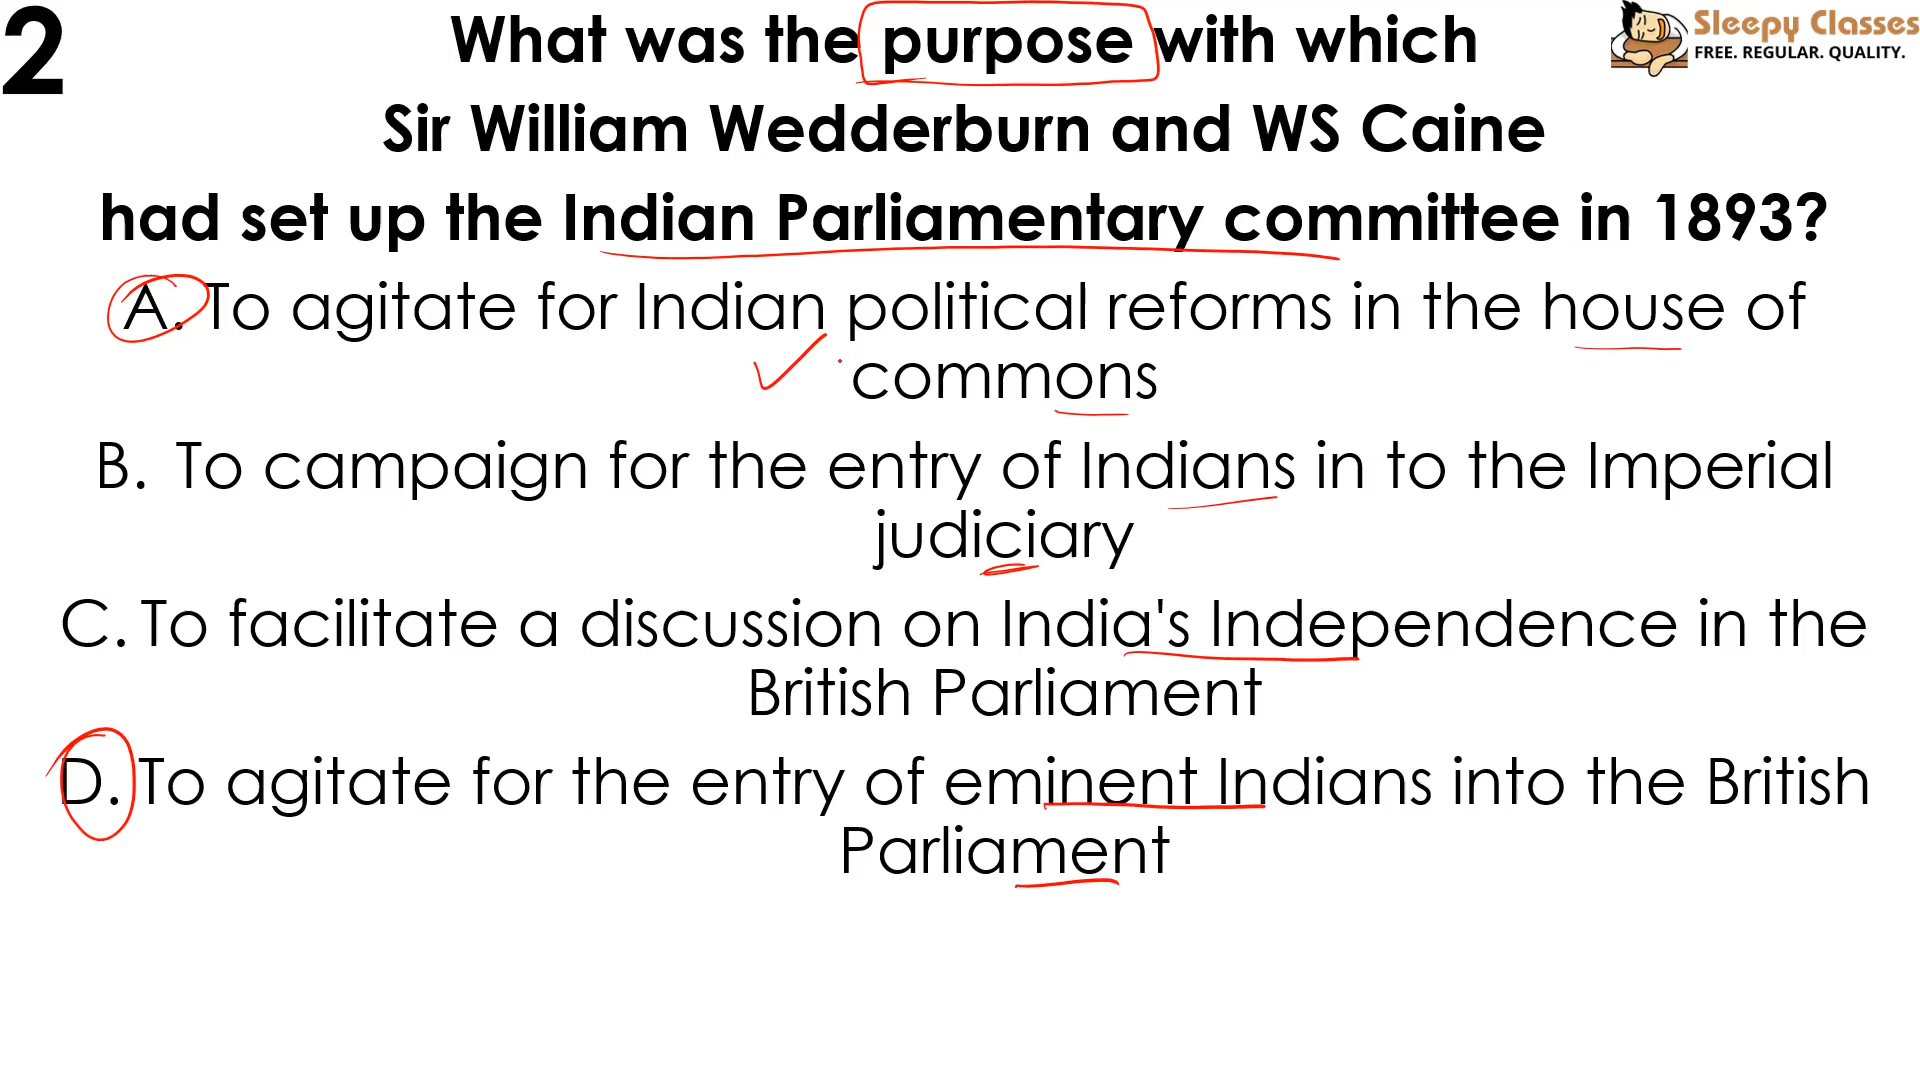 2
What was the purpose with which
Sleepy Classes
FREE. REGULAR. QUALITY.
Sir William Wedderburn and WS Caine
had set up the Indian Parliamentary committee in 1893?
A. To agitate for Indian political reforms in the house of
commons
B. To campaign for the entry of Indians in to the Imperial
judiciary
C. To facilitate a discussion on India's Independence in the
British Parliament
D. To agitate for the entry of eminent Indians into the British
Parliament